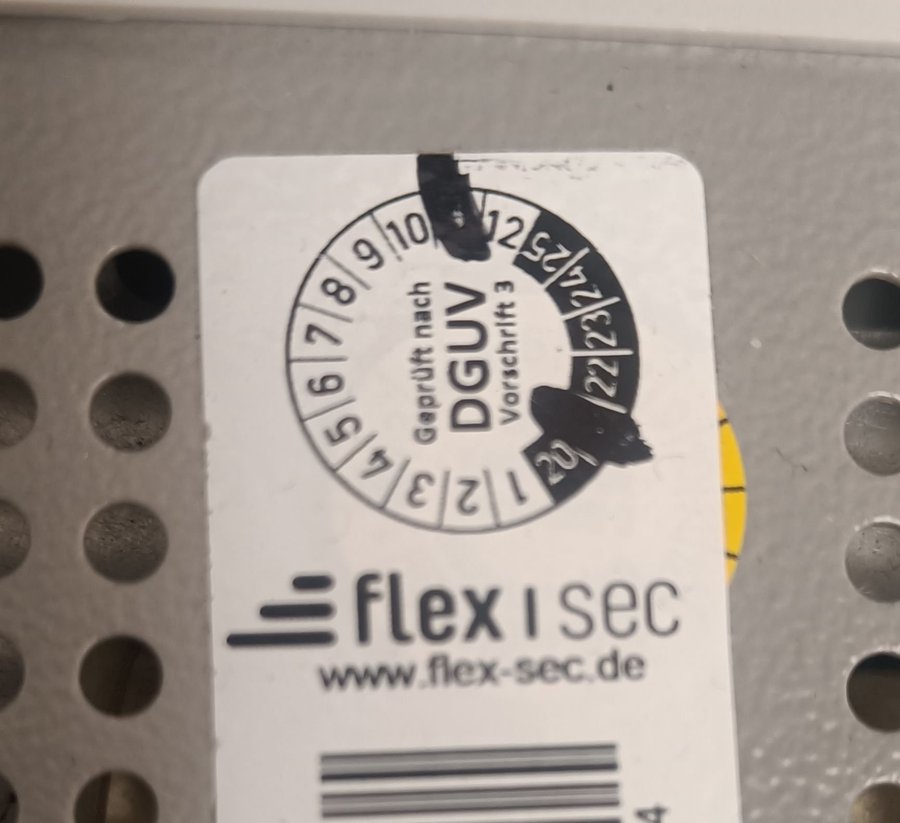 Geprüft nach
DGUV
Vorschrift 3
1 2 3 4 5 6 7 8 9 10 12
20 22 23 24 25
flex sec
www.flex-sec.de
4